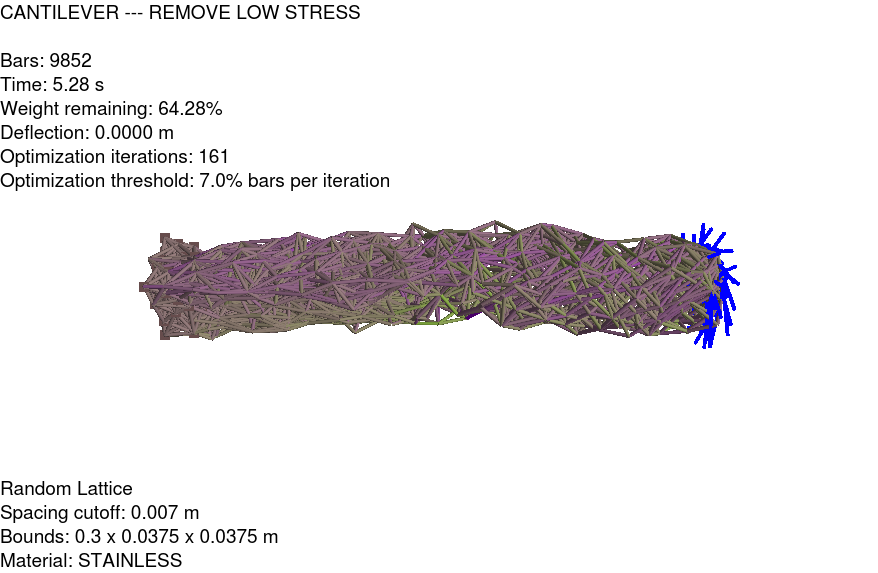 CANTILEVER --- REMOVE LOW STRESS
Bars: 9852
Time: 5.28 s
Weight remaining: 64.28%
Deflection: 0.0000 m
Optimization iterations: 161
Optimization threshold: 7.0% bars per iteration
Random Lattice
Spacing cutoff: 0.007 m
Bounds: 0.3 x 0.0375 x 0.0375 m
Material: STAINLESS